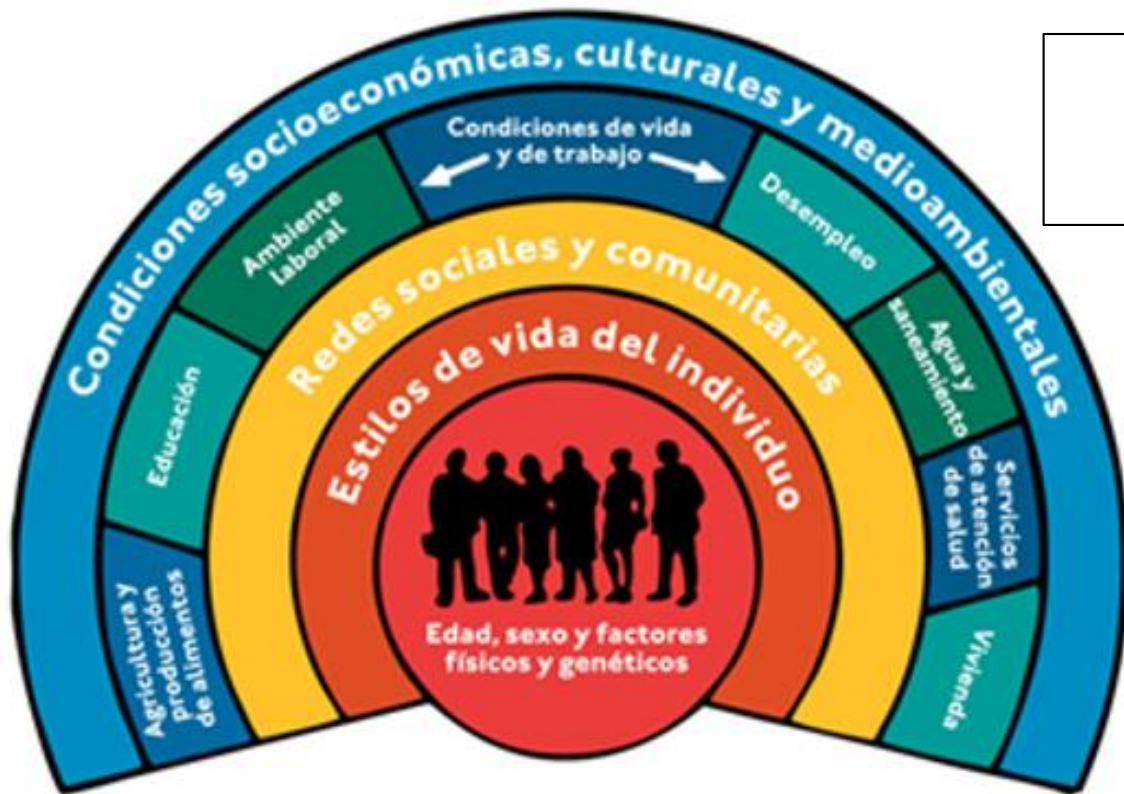 Condiciones socioeconómicas, culturales y medioambientales
Condiciones de vida
y de trabajo
Agricultura y
producción
de alimentos
Educación
Ambiente
laboral
Desempleo
Agua y
saneamiento
Servicios
de atención
de salud
Vivienda
Redes sociales y comunitarias
Estilos de vida del individuo
Edad, sexo y factores
físicos y genéticos